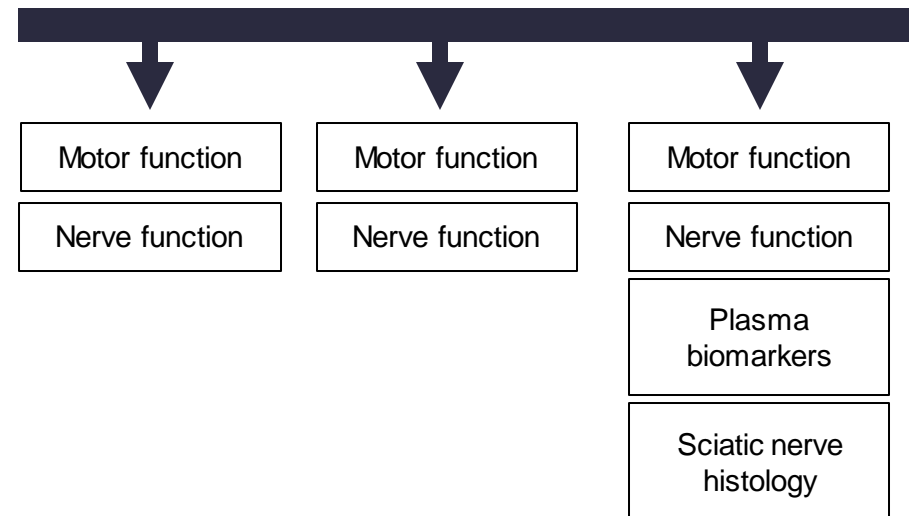 Motor function
Motor function
Motor function
Nerve function
Nerve function
Nerve function
Plasma
biomarkers
Sciatic nerve
histology